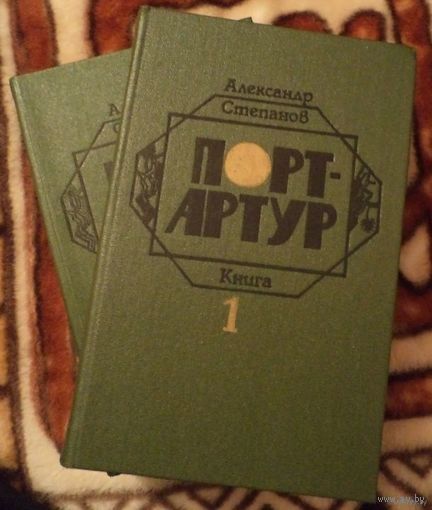 Александр
Степанов
ПОРТ-
АРТУР
Книга
1